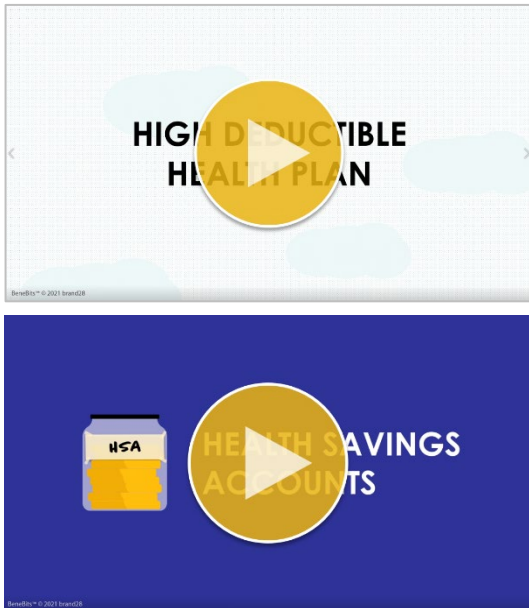 HIGH DEDUCTIBLE
HEALTH PLAN
BeneBits™ © 2021 brand28
HSA
HEALTH SAVINGS
ACCOUNTS
BeneBits™ © 2021 brand28